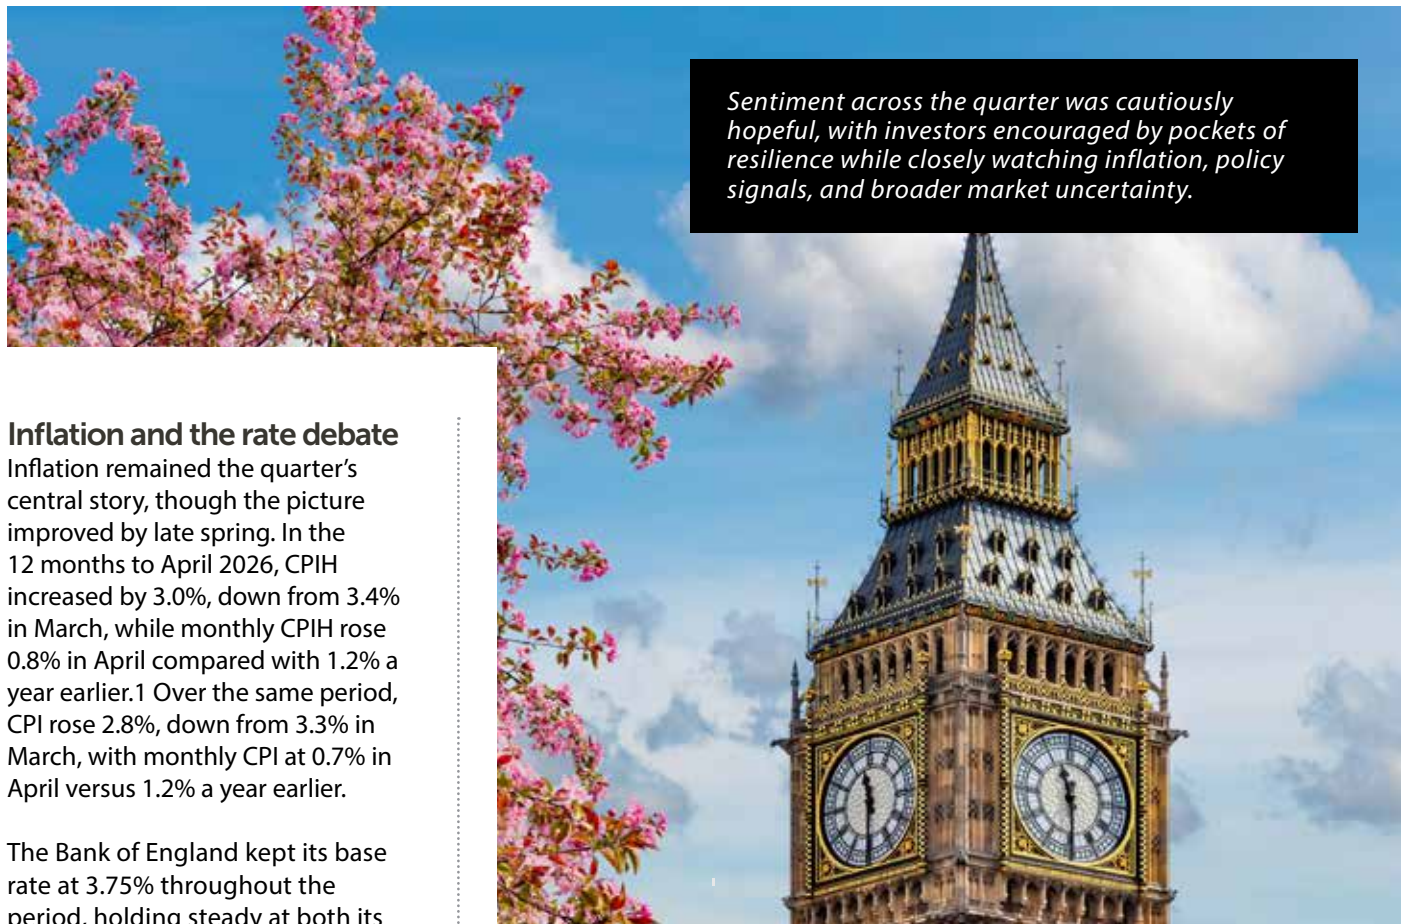 Sentiment across the quarter was cautiously
hopeful, with investors encouraged by pockets of
resilience while closely watching inflation, policy
signals, and broader market uncertainty.
Inflation and the rate debate
Inflation remained the quarter’s
central story, though the picture
improved by late spring. In the
12 months to April 2026, CPIH
increased by 3.0%, down from 3.4%
in March, while monthly CPIH rose
0.8% in April compared with 1.2% a
year earlier.1 Over the same period,
CPI rose 2.8%, down from 3.3% in
March, with monthly CPI at 0.7% in
April versus 1.2% a year earlier.
The Bank of England kept its base
rate at 3.75% throughout the
period, holding steady at both its